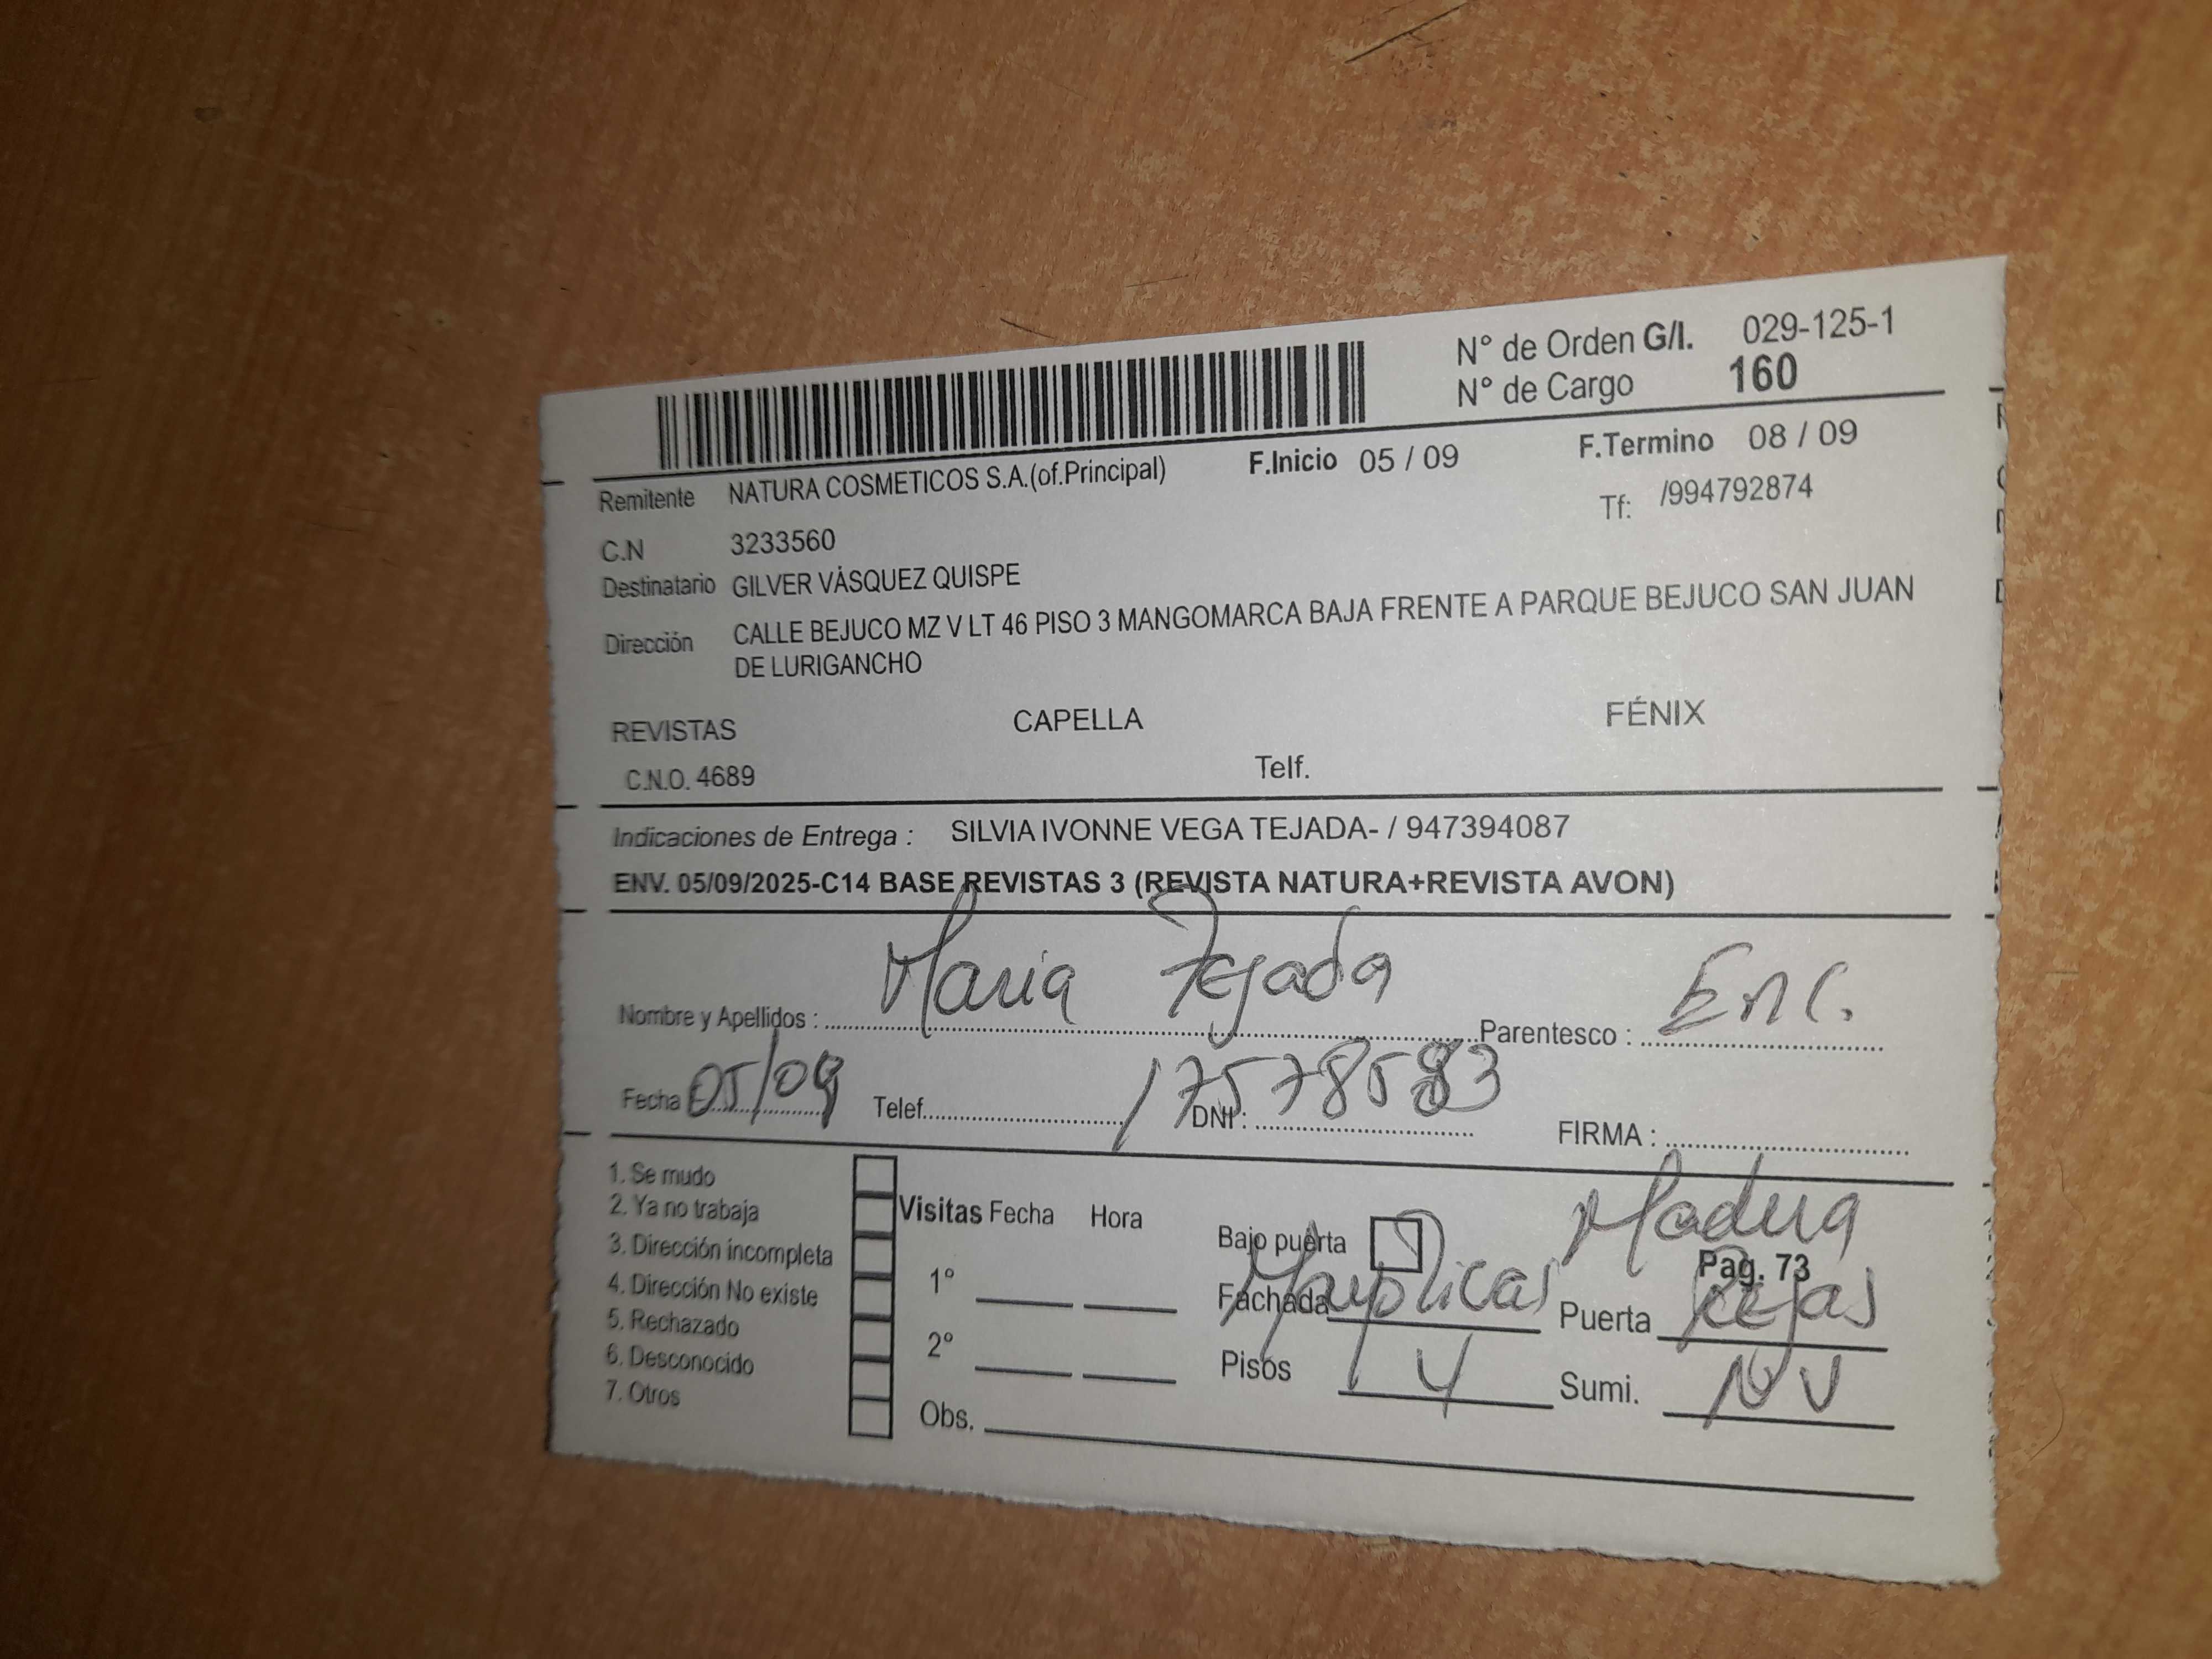 N° de Orden G/I. 029-125-1
N° de Cargo 160
F.Inicio 05 / 09 F.Termino 08 / 09
Remitente NATURA COSMETICOS S.A.(of.Principal)
Tf: /994792874
C.N 3233560
Destinatario GILVER VÁSQUEZ QUISPE
Dirección CALLE BEJUCO MZ V LT 46 PISO 3 MANGOMARCA BAJA FRENTE A PARQUE BEJUCO SAN JUAN
DE LURIGANCHO
REVISTAS CAPELLA FÉNIX
C.N.O. 4689 Telf.
Indicaciones de Entrega : SILVIA IVONNE VEGA TEJADA- / 947394087
ENV. 05/09/2025-C14 BASE REVISTAS 3 (REVISTA NATURA+REVISTA AVON)
Nombre y Apellidos : Maria Tejada Parentesco : Enc.
Fecha 05/09 Telef. DNI : FIRMA :
1. Se mudo
2. Ya no trabaja
3. Dirección incompleta
4. Dirección No existe
5. Rechazado
6. Desconocido
7. Otros
Visitas Fecha Hora
1°
2°
Obs.
Bajo puerta
Madera
Pag. 73
Fachada Mayolicas Puerta Rejas
Pisos 4 Sumi. NV